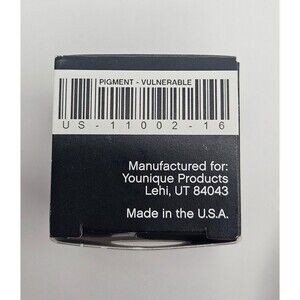 PIGMENT - VULNERABLE
US-11002-16
Manufactured for:
Younique Products
Lehi, UT 84043
Made in the U.S.A.